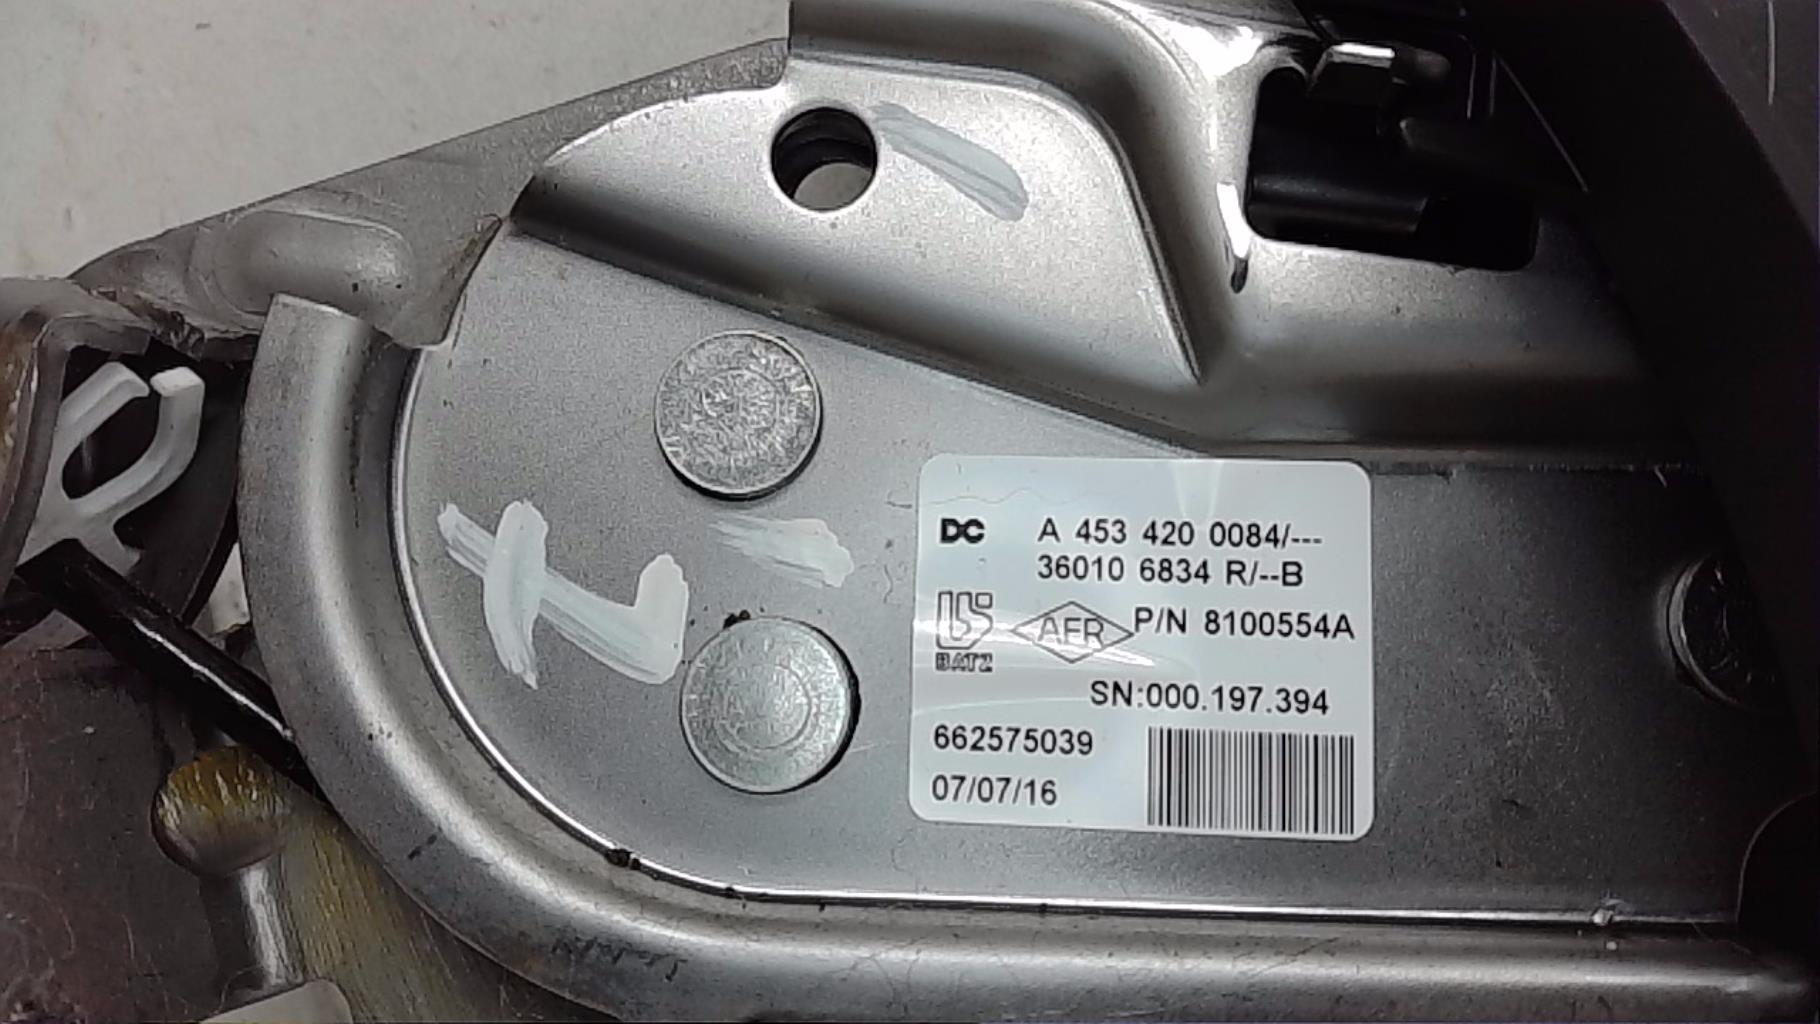 DC A 453 420 0084/---
36010 6834 R/--B
BATZ AFR P/N 8100554A
SN:000.197.394
662575039
07/07/16